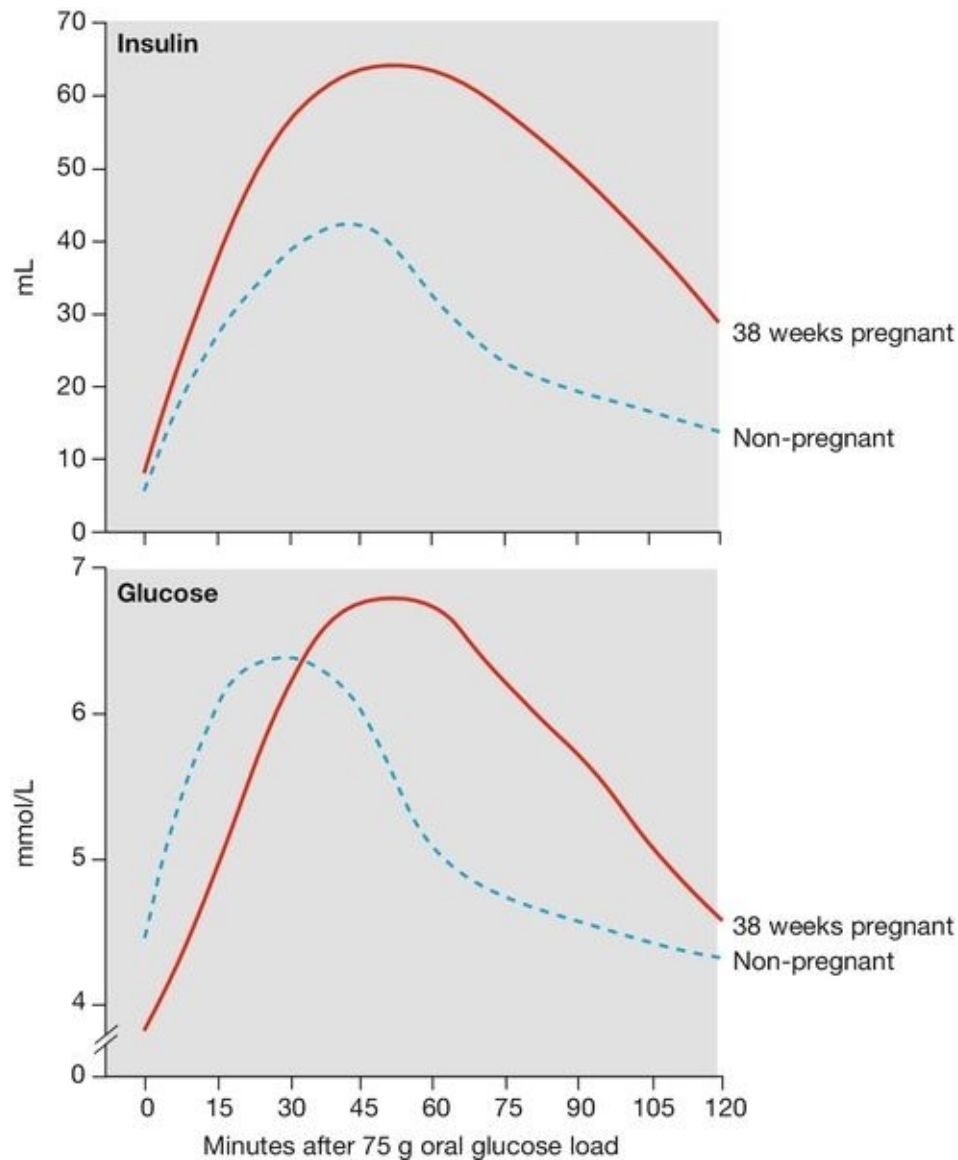 Insulin
70
60
50
40
30
20
10
0
mL
38 weeks pregnant
Non-pregnant
Glucose
7
6
5
4
0
mmol/L
38 weeks pregnant
Non-pregnant
0 15 30 45 60 75 90 105 120
Minutes after 75 g oral glucose load